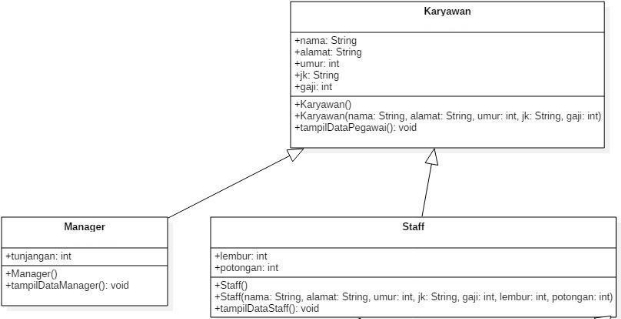 Karyawan
+nama: String
+alamat: String
+umur: int
+jk: String
+gaji: int
+Karyawan()
+Karyawan(nama: String, alamat: String, umur: int, jk: String, gaji: int)
+tampilDataPegawai(): void
Manager
+tunjangan: int
+Manager()
+tampilDataManager(): void
Staff
+lembur: int
+potongan: int
+Staff()
+Staff(nama: String, alamat: String, umur: int, jk: String, gaji: int, lembur: int, potongan: int)
+tampilDataStaff(): void